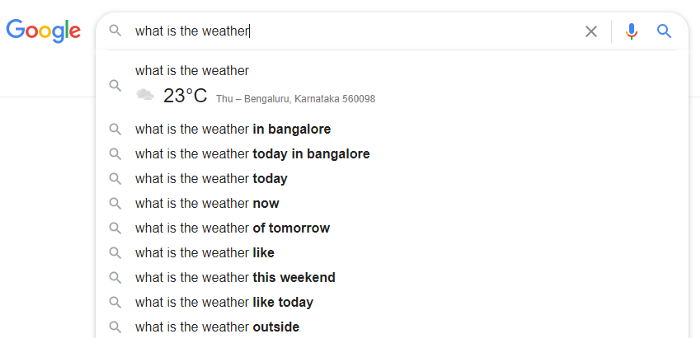 Google
what is the weather
what is the weather
23°C Thu – Bengaluru, Karnataka 560098
what is the weather in bangalore
what is the weather today in bangalore
what is the weather today
what is the weather now
what is the weather of tomorrow
what is the weather like
what is the weather this weekend
what is the weather like today
what is the weather outside